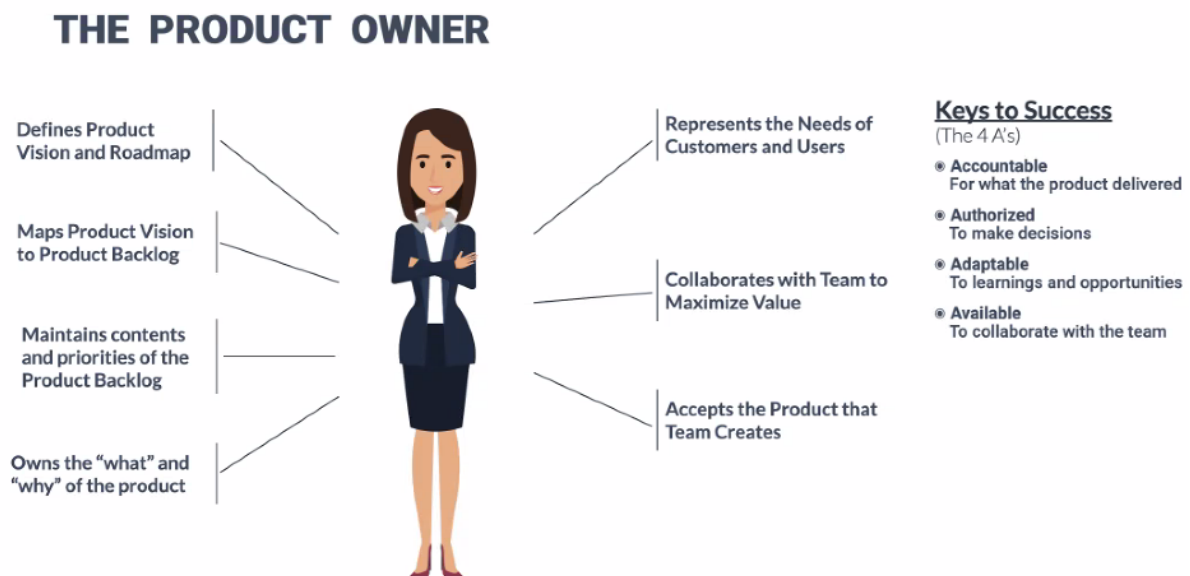 THE PRODUCT OWNER
Defines Product
Vision and Roadmap
Maps Product Vision
to Product Backlog
Maintains contents
and priorities of the
Product Backlog
Owns the “what” and
“why” of the product
Represents the Needs of
Customers and Users
Collaborates with Team to
Maximize Value
Accepts the Product that
Team Creates
Keys to Success
(The 4 A's)
Accountable
For what the product delivered
Authorized
To make decisions
Adaptable
To learnings and opportunities
Available
To collaborate with the team